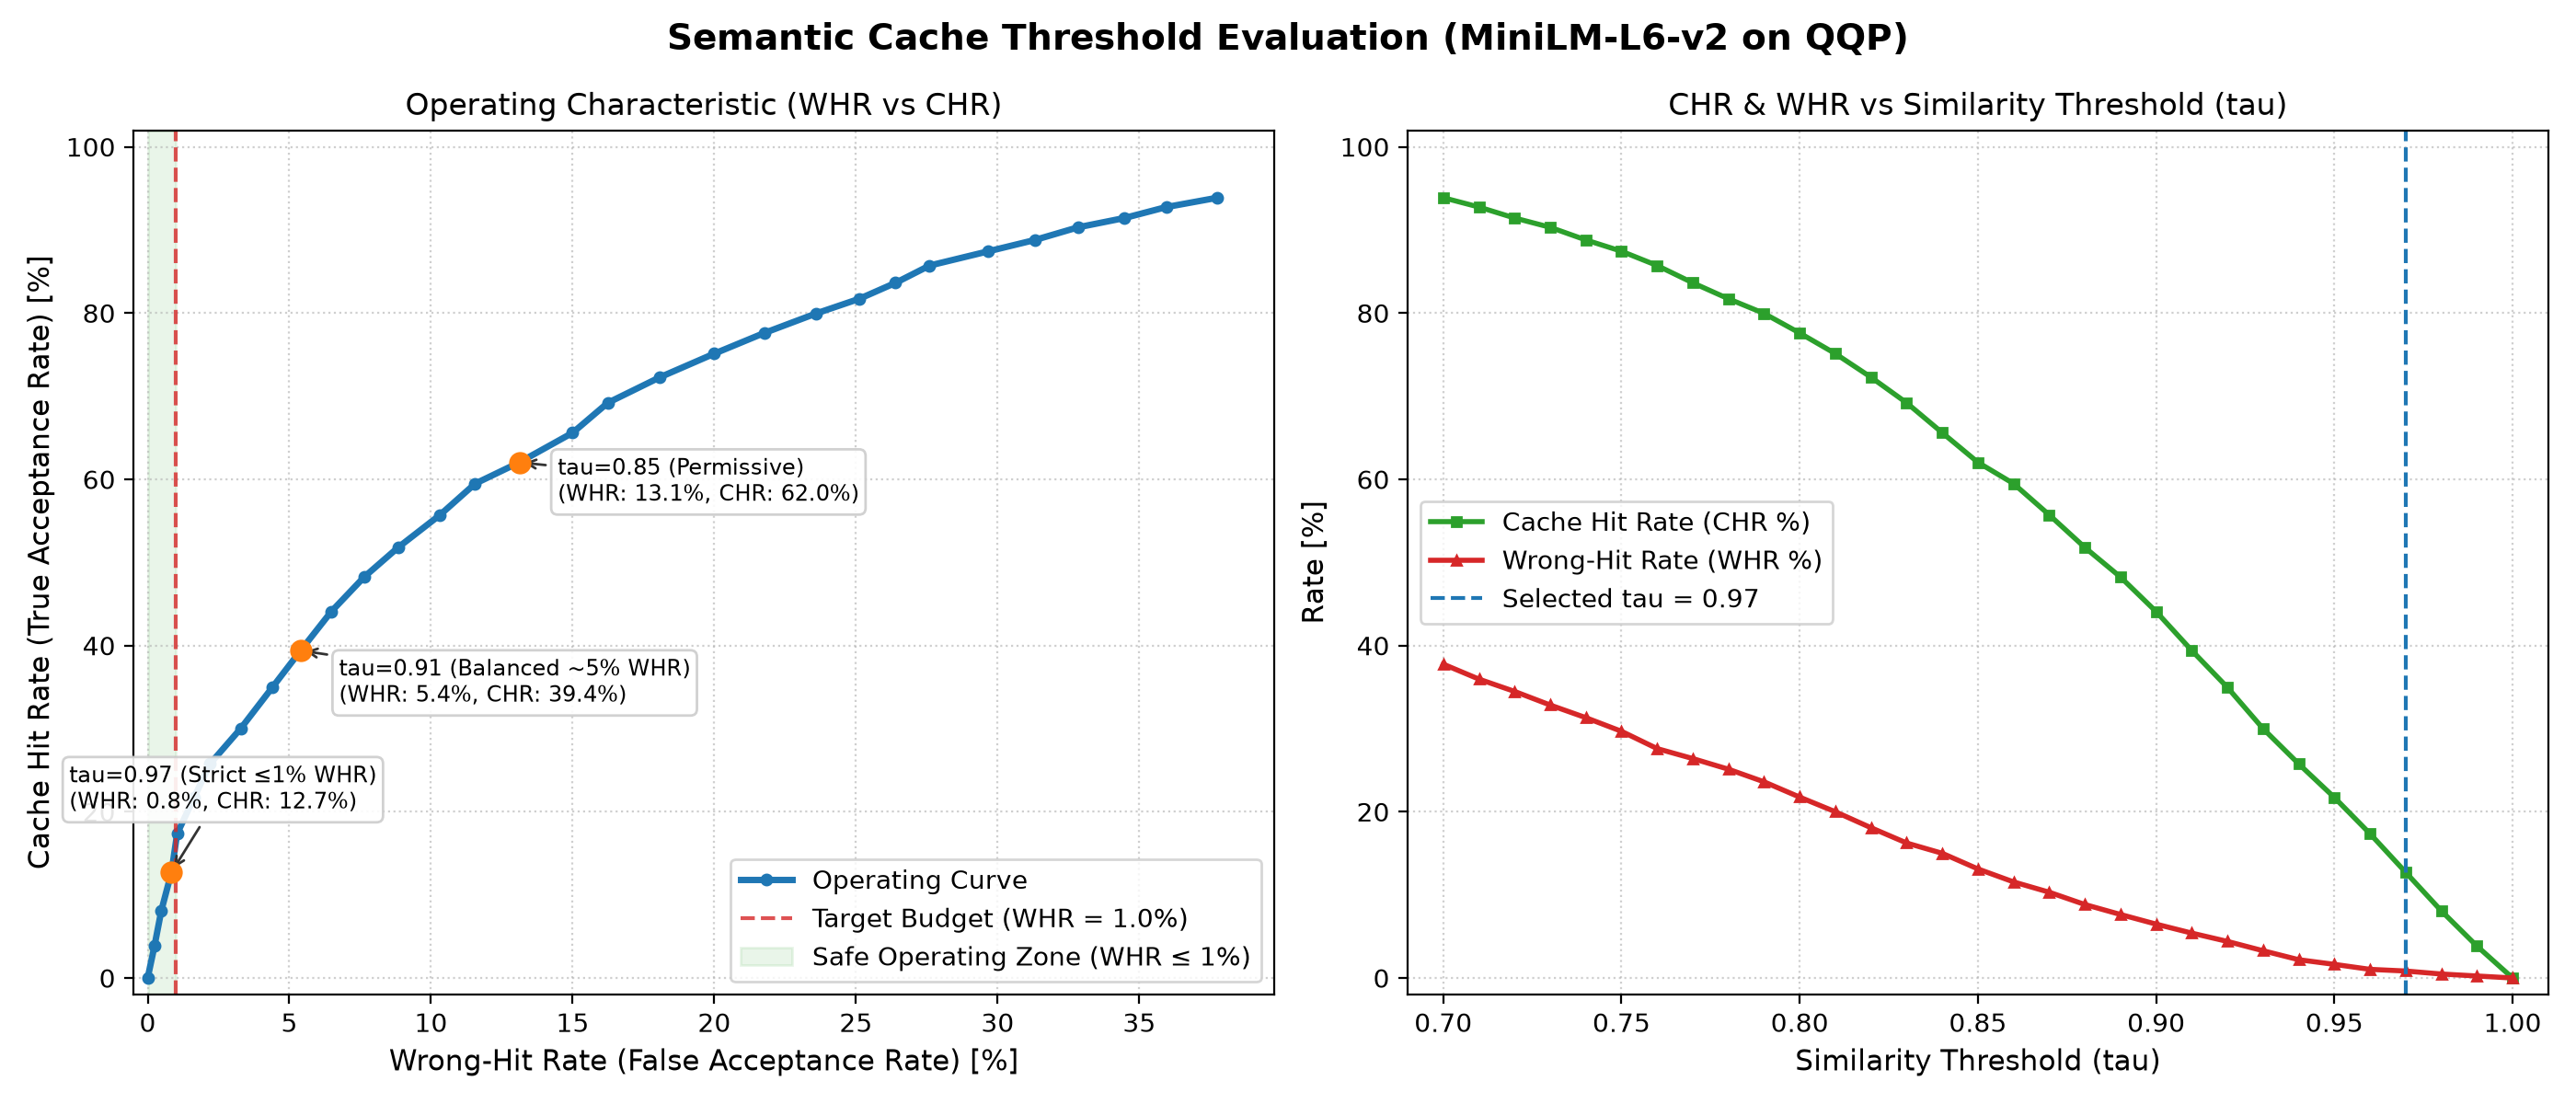 Semantic Cache Threshold Evaluation (MiniLM-L6-v2 on QQP)
Operating Characteristic (WHR vs CHR)
Cache Hit Rate (True Acceptance Rate) [%]
100
80
60
40
20
0
tau=0.85 (Permissive)
(WHR: 13.1%, CHR: 62.0%)
tau=0.91 (Balanced ~5% WHR)
(WHR: 5.4%, CHR: 39.4%)
tau=0.97 (Strict ≤1% WHR)
(WHR: 0.8%, CHR: 12.7%)
Operating Curve
Target Budget (WHR = 1.0%)
Safe Operating Zone (WHR ≤ 1%)
0 5 10 15 20 25 30 35
Wrong-Hit Rate (False Acceptance Rate) [%]
CHR & WHR vs Similarity Threshold (tau)
Rate [%]
100
80
60
40
20
0
Cache Hit Rate (CHR %)
Wrong-Hit Rate (WHR %)
Selected tau = 0.97
0.70 0.75 0.80 0.85 0.90 0.95 1.00
Similarity Threshold (tau)